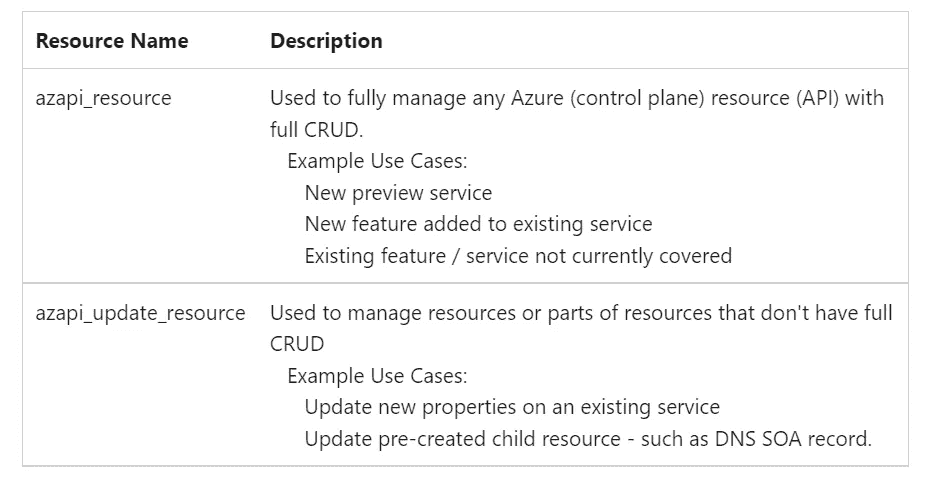 Resource Name Description
azapi_resource Used to fully manage any Azure (control plane) resource (API) with
full CRUD.
Example Use Cases:
New preview service
New feature added to existing service
Existing feature / service not currently covered
azapi_update_resource Used to manage resources or parts of resources that don't have full
CRUD
Example Use Cases:
Update new properties on an existing service
Update pre-created child resource - such as DNS SOA record.